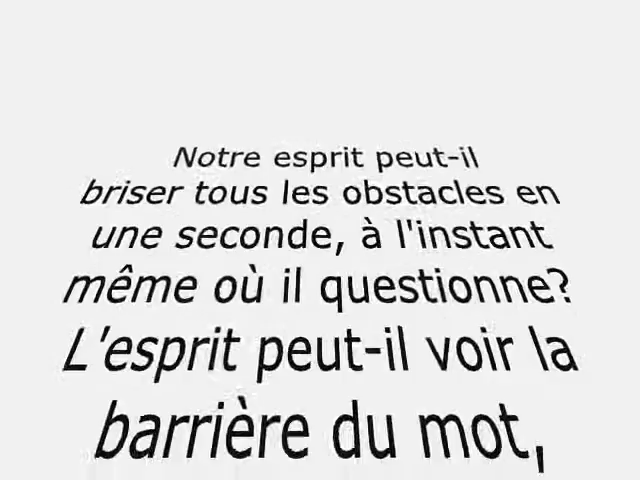 Notre esprit peut-il
briser tous les obstacles en
une seconde, à l'instant
même où il questionne?
L'esprit peut-il voir la
barrière du mot,